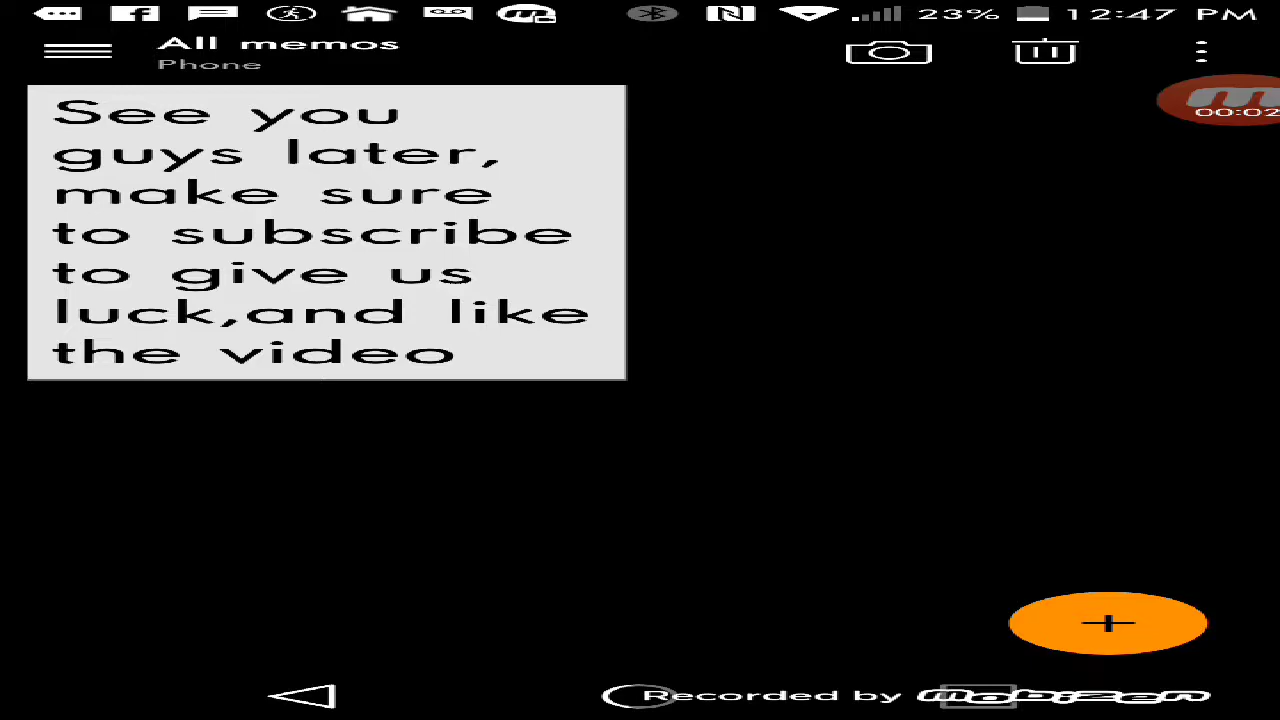 23% 12:47 PM
All memos
Phone
00:02
See you
guys later,
make sure
to subscribe
to give us
luck,and like
the video
Recorded by mobizen